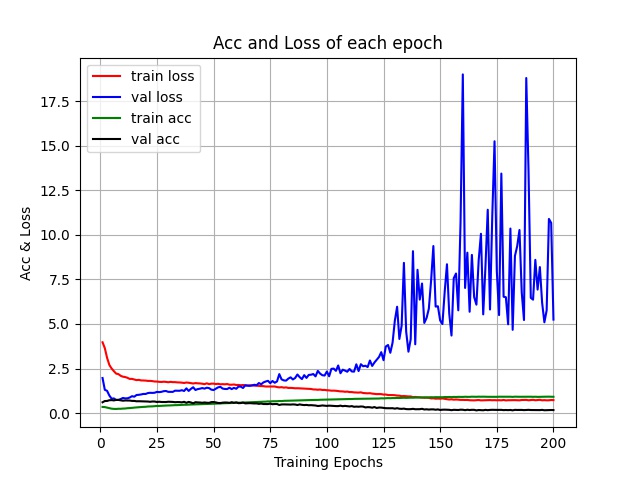 Acc and Loss of each epoch
train loss
val loss
train acc
val acc
17.5
15.0
12.5
10.0
7.5
5.0
2.5
0.0
Acc & Loss
0 25 50 75 100 125 150 175 200
Training Epochs